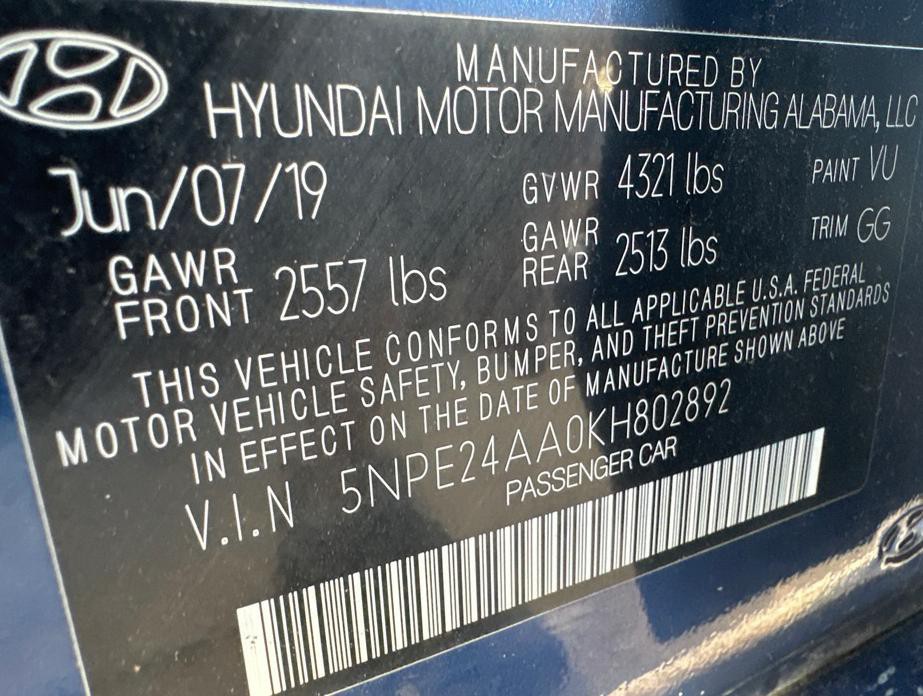 MANUFACTURED BY
HYUNDAI MOTOR MANUFACTURING ALABAMA, LLC
Jun/07/19 GVWR 4321 lbs PAINT VU
GAWR FRONT 2557 lbs GAWR REAR 2513 lbs TRIM GG
THIS VEHICLE CONFORMS TO ALL APPLICABLE U.S.A. FEDERAL
MOTOR VEHICLE SAFETY, BUMPER, AND THEFT PREVENTION STANDARDS
IN EFFECT ON THE DATE OF MANUFACTURE SHOWN ABOVE
V.I.N 5NPE24AA0KH802892
PASSENGER CAR